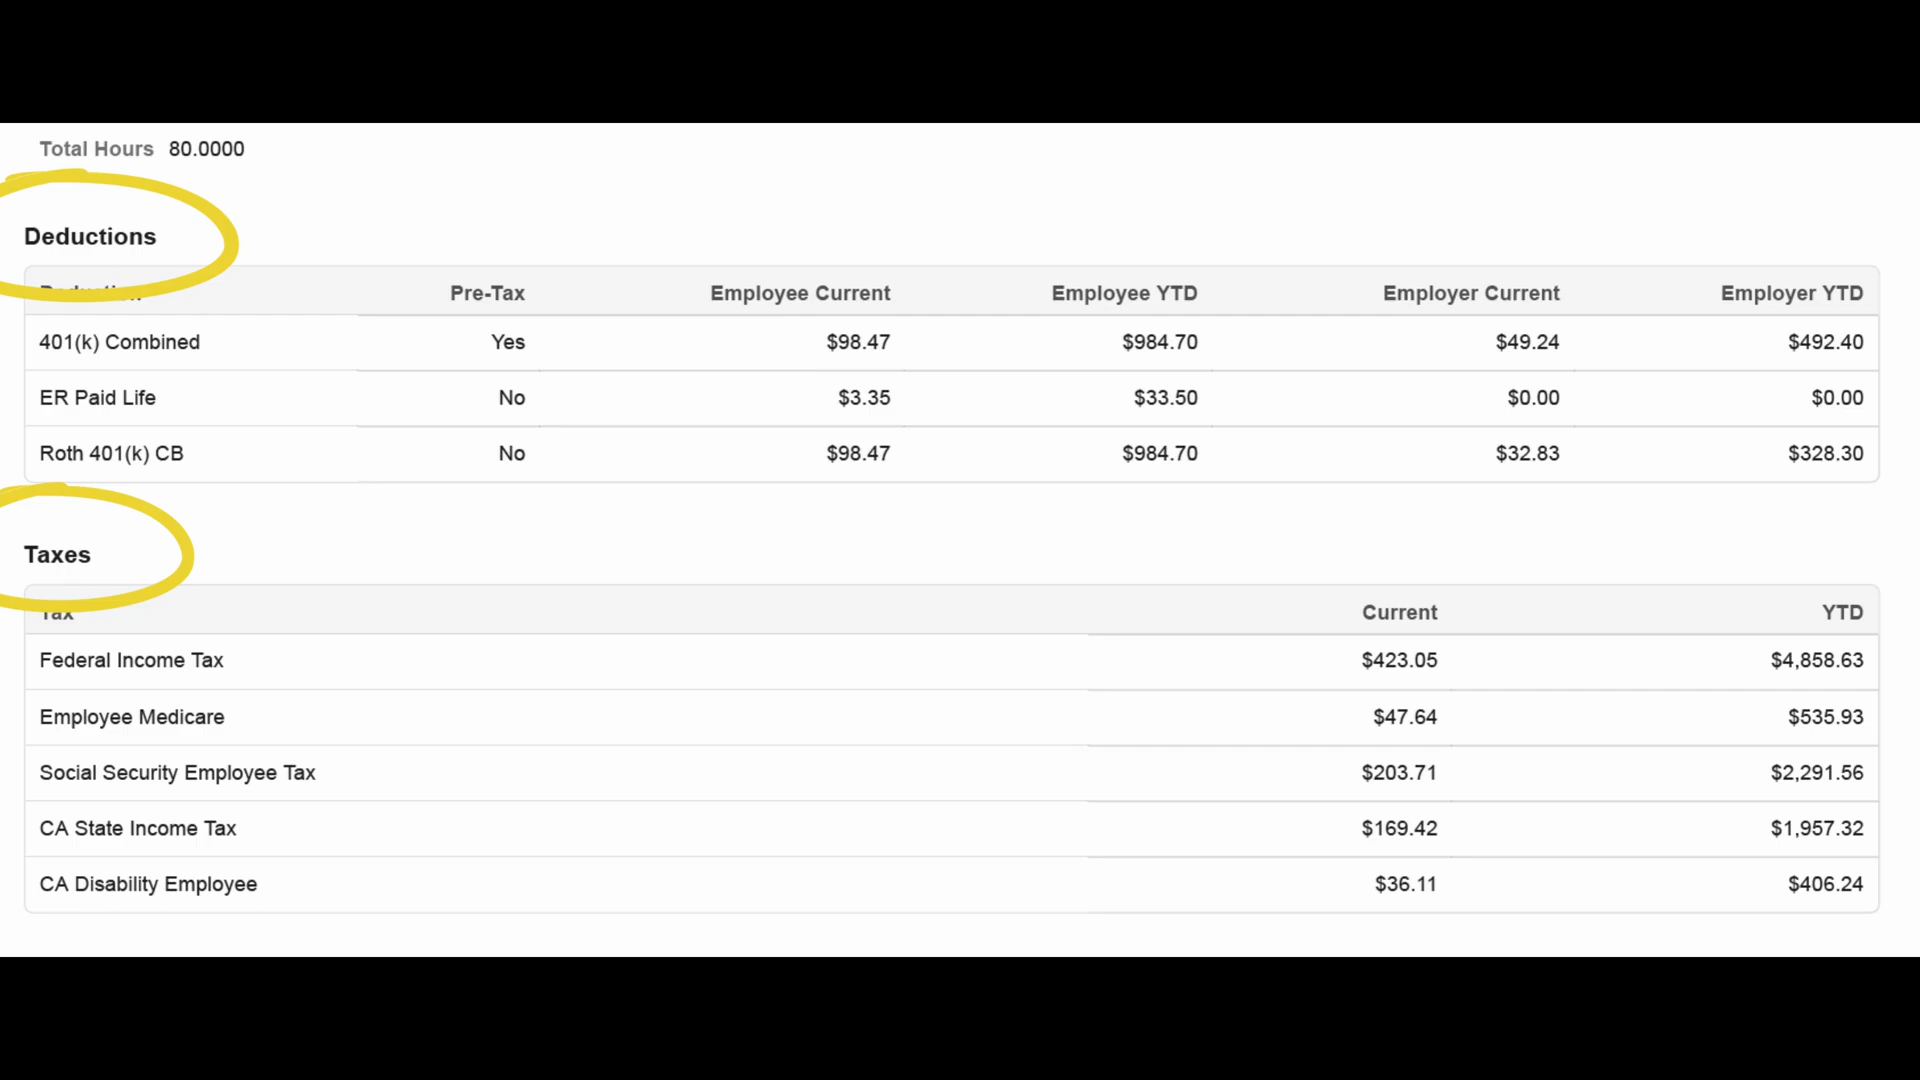 Total Hours 80.0000
Deductions
Pre-Tax Employee Current Employee YTD Employer Current Employer YTD
401(k) Combined Yes $98.47 $984.70 $49.24 $492.40
ER Paid Life No $3.35 $33.50 $0.00 $0.00
Roth 401(k) CB No $98.47 $984.70 $32.83 $328.30
Taxes
Tax Current YTD
Federal Income Tax $423.05 $4,858.63
Employee Medicare $47.64 $535.93
Social Security Employee Tax $203.71 $2,291.56
CA State Income Tax $169.42 $1,957.32
CA Disability Employee $36.11 $406.24